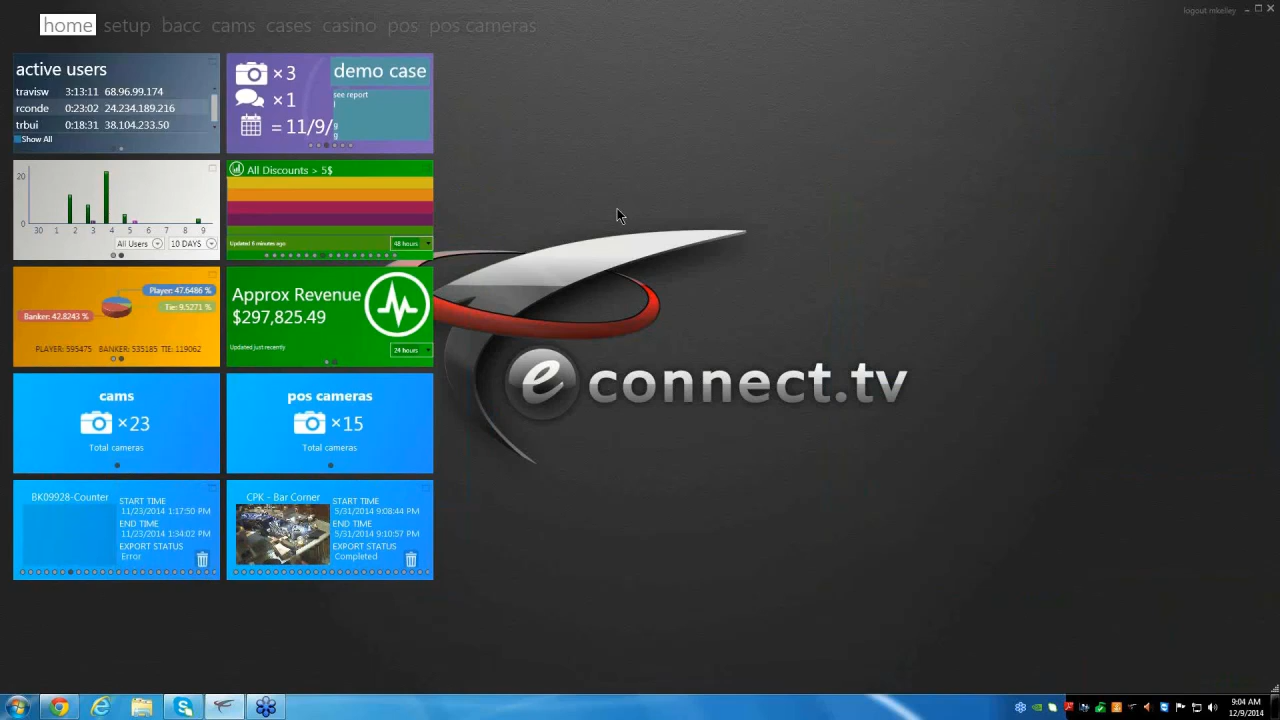 home setup bacc cams cases casino pos pos cameras
logout mkelley
active users
travisw 3:13:11 68.96.99.174
rconde 0:23:02 24.234.189.216
trbui 0:18:31 38.104.233.50
Show All
×3
×1
= 11/9/
demo case
see report
l
g
g
20
0
30 1 2 3 4 5 6 7 8 9
All Users 10 DAYS
All Discounts > 5$
Updated 6 minutes ago 48 hours
Player: 47.6486 %
Tie: 9.5271 %
Banker: 42.8243 %
PLAYER: 595475 BANKER: 535185 TIE: 119062
Approx Revenue
$297,825.49
Updated just recently 24 hours
cams
×23
Total cameras
pos cameras
×15
Total cameras
BK09928-Counter
START TIME
11/23/2014 1:17:50 PM
END TIME
11/23/2014 1:34:02 PM
EXPORT STATUS
Error
CPK - Bar Corner
START TIME
5/31/2014 9:08:44 PM
END TIME
5/31/2014 9:10:57 PM
EXPORT STATUS
Completed
e connect.tv
9:04 AM
12/9/2014